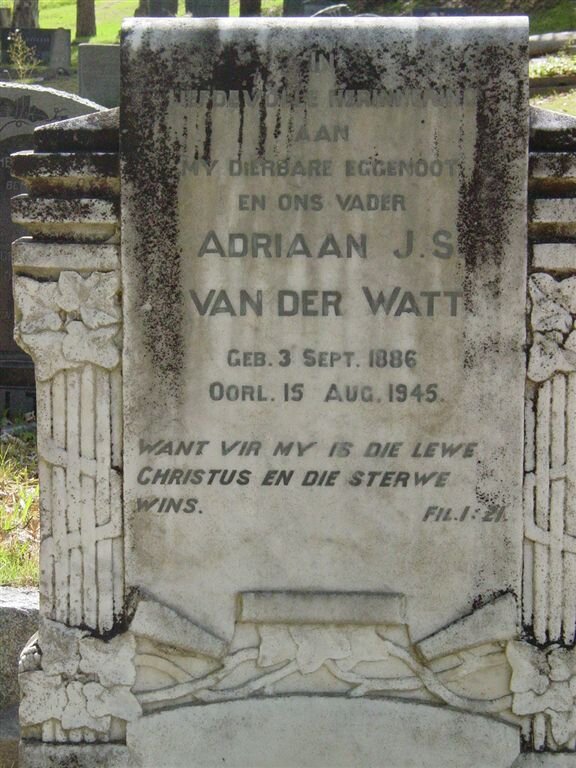 IN
LIEFDEVOLLE HERINNERING
AAN
MY DIERBARE EGGENOOT
EN ONS VADER
ADRIAAN J.S.
VAN DER WATT
GEB. 3 SEPT. 1886
OORL. 15 AUG. 1945.
WANT VIR MY IS DIE LEWE
CHRISTUS EN DIE STERWE
WINS. FIL.1:21.